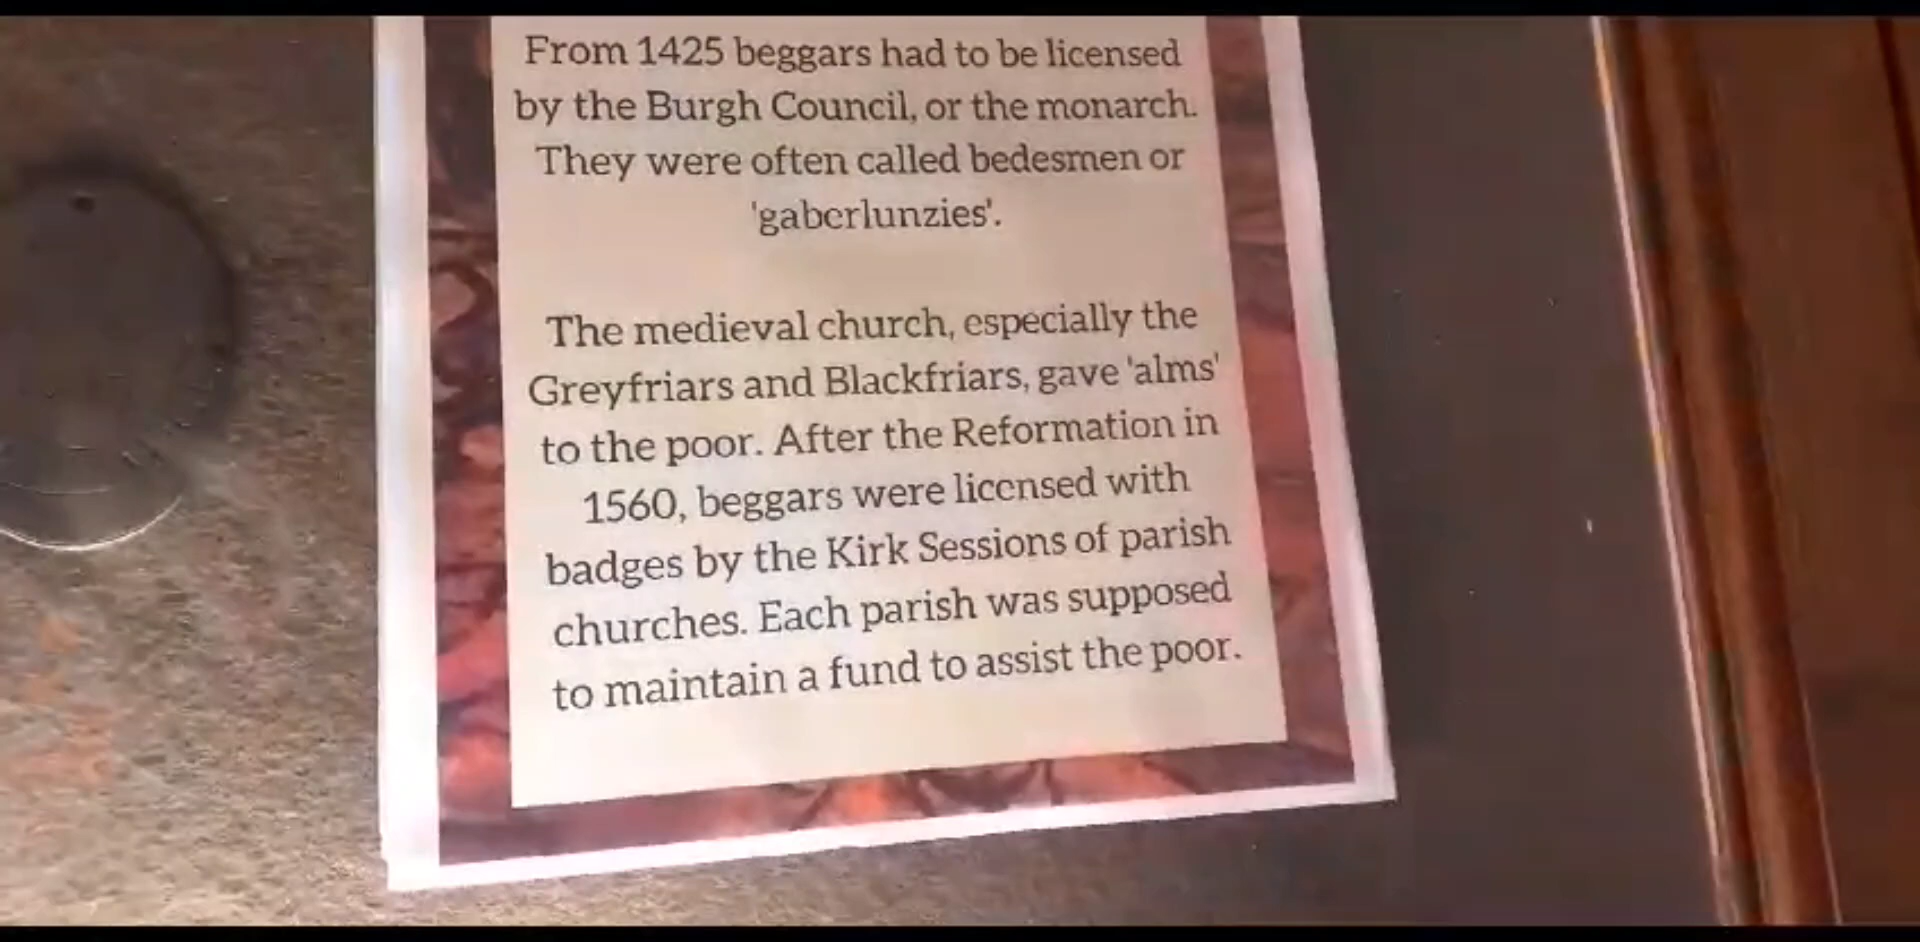 From 1425 beggars had to be licensed
by the Burgh Council, or the monarch.
They were often called bedesmen or
'gaberlunzies'.
The medieval church, especially the
Greyfriars and Blackfriars, gave 'alms'
to the poor. After the Reformation in
1560, beggars were licensed with
badges by the Kirk Sessions of parish
churches. Each parish was supposed
to maintain a fund to assist the poor.